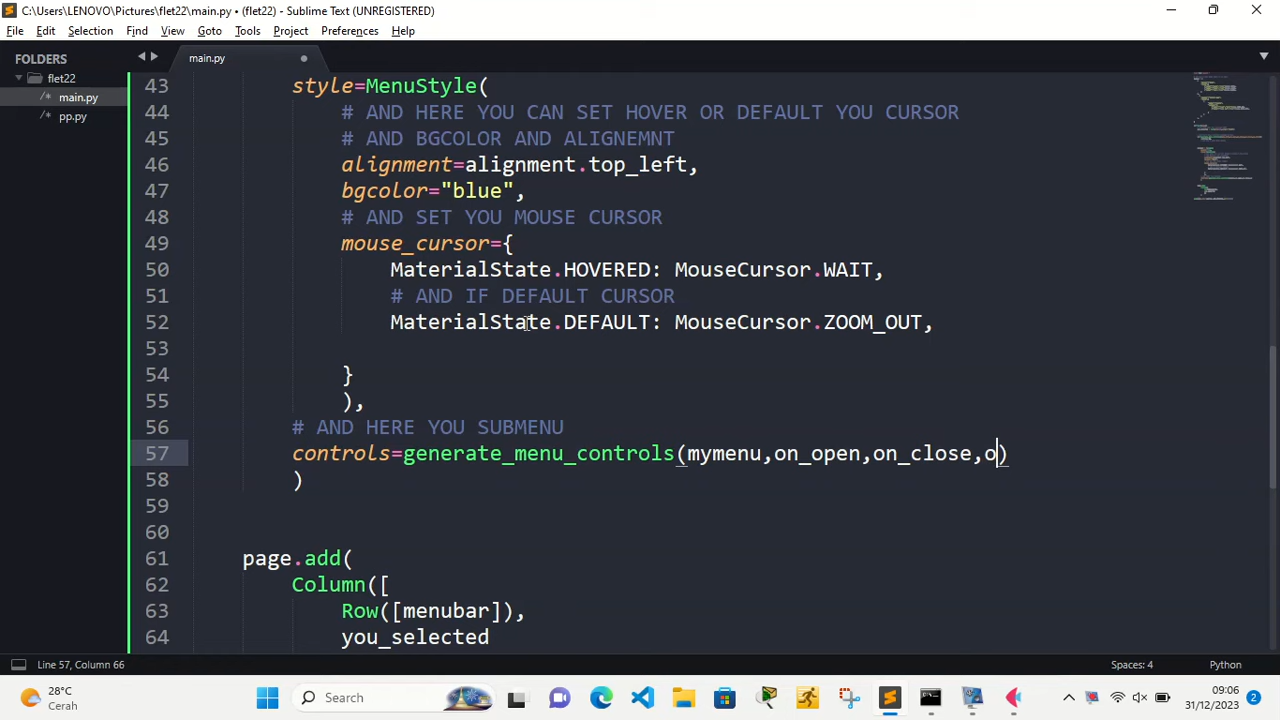 C:\Users\LENOVO\Pictures\flet22\main.py • (flet22) - Sublime Text (UNREGISTERED)
File Edit Selection Find View Goto Tools Project Preferences Help
FOLDERS
flet22
/* main.py
/* pp.py
main.py
43 style=MenuStyle(
44 # AND HERE YOU CAN SET HOVER OR DEFAULT YOU CURSOR
45 # AND BGCOLOR AND ALIGNEMNT
46 alignment=alignment.top_left,
47 bgcolor="blue",
48 # AND SET YOU MOUSE CURSOR
49 mouse_cursor={
50 MaterialState.HOVERED: MouseCursor.WAIT,
51 # AND IF DEFAULT CURSOR
52 MaterialState.DEFAULT: MouseCursor.ZOOM_OUT,
53
54 }
55 ),
56 # AND HERE YOU SUBMENU
57 controls=generate_menu_controls(mymenu,on_open,on_close,o)
58 )
59
60
61 page.add(
62 Column([
63 Row([menubar]),
64 you_selected
Line 57, Column 66 Spaces: 4 Python
28°C
Cerah
Search
09:06
31/12/2023
2